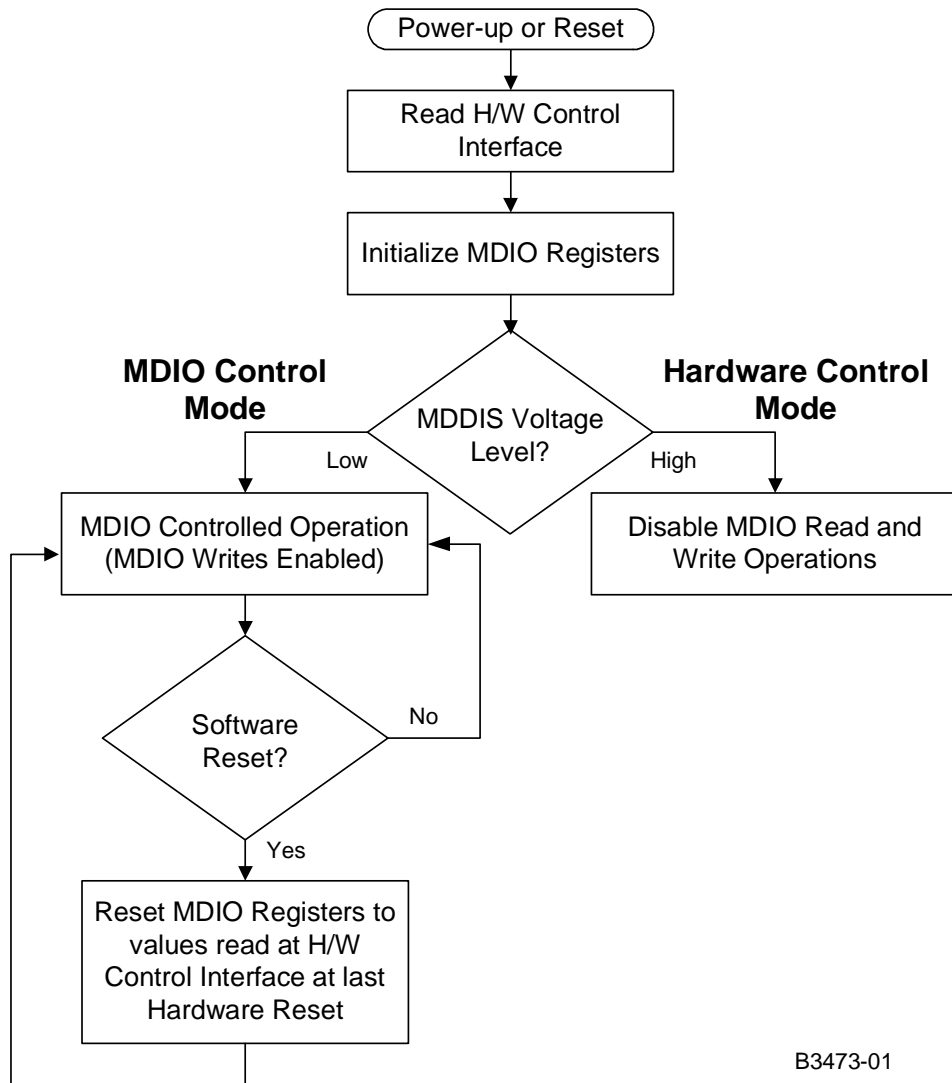 Power-up or Reset
Read H/W Control
Interface
Initialize MDIO Registers
MDIO Control
Mode
Hardware Control
Mode
MDDIS Voltage
Level?
Low
High
MDIO Controlled Operation
(MDIO Writes Enabled)
Disable MDIO Read and
Write Operations
Software
Reset?
No
Yes
Reset MDIO Registers to
values read at H/W
Control Interface at last
Hardware Reset
B3473-01